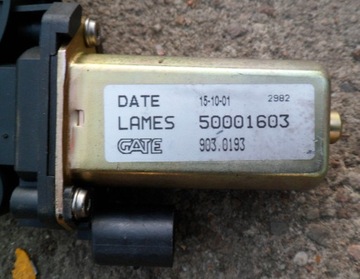 DATE 15-10-01 2982
LAMES 50001603
GATE 903.0193